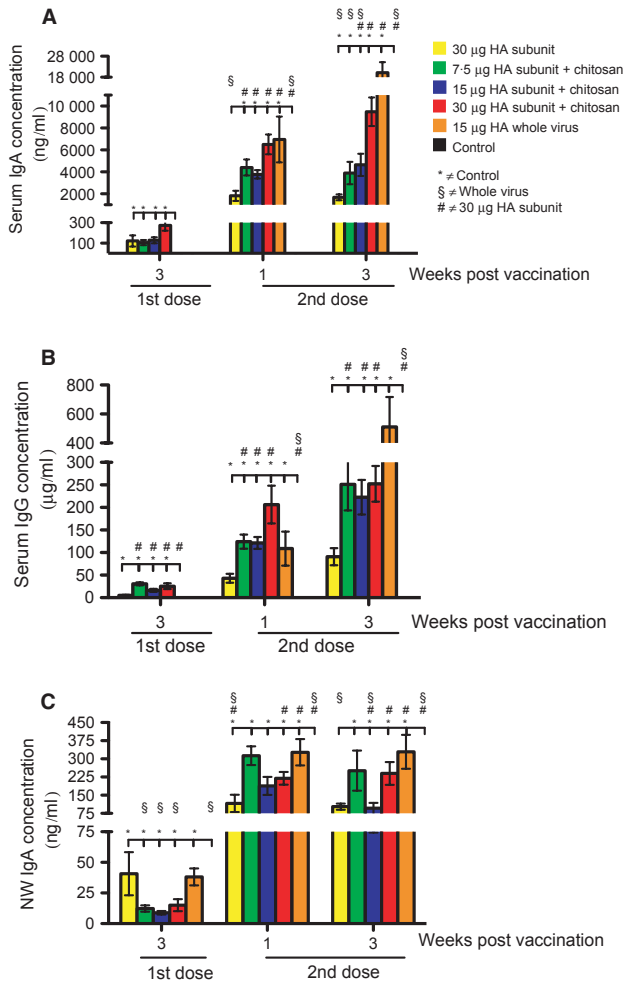 A
§ § § §
§ # # # # #
* * * * *
28 000
18 000
10 000
8000
6000
4000
2000
300
100
Serum IgA concentration
(ng/ml)
§ # # # # §
* * * * #
* * * *
3
1
3
Weeks post vaccination
1st dose
2nd dose
30 µg HA subunit
7·5 µg HA subunit + chitosan
15 µg HA subunit + chitosan
30 µg HA subunit + chitosan
15 µg HA whole virus
Control
* ≠ Control
§ ≠ Whole virus
# ≠ 30 µg HA subunit
B
§
# # # #
* * * * *
800
600
400
300
250
200
150
100
50
0
Serum IgG concentration
(µg/ml)
§
# # # #
* * * * *
# # # #
* * * *
3
1
3
Weeks post vaccination
1st dose
2nd dose
C
§ §
# # # #
* * * * *
§ § §
# # # #
* * * *
450
375
300
225
150
75
75
50
25
0
NW IgA concentration
(ng/ml)
§ § § §
* * * * *
3
1
3
Weeks post vaccination
1st dose
2nd dose